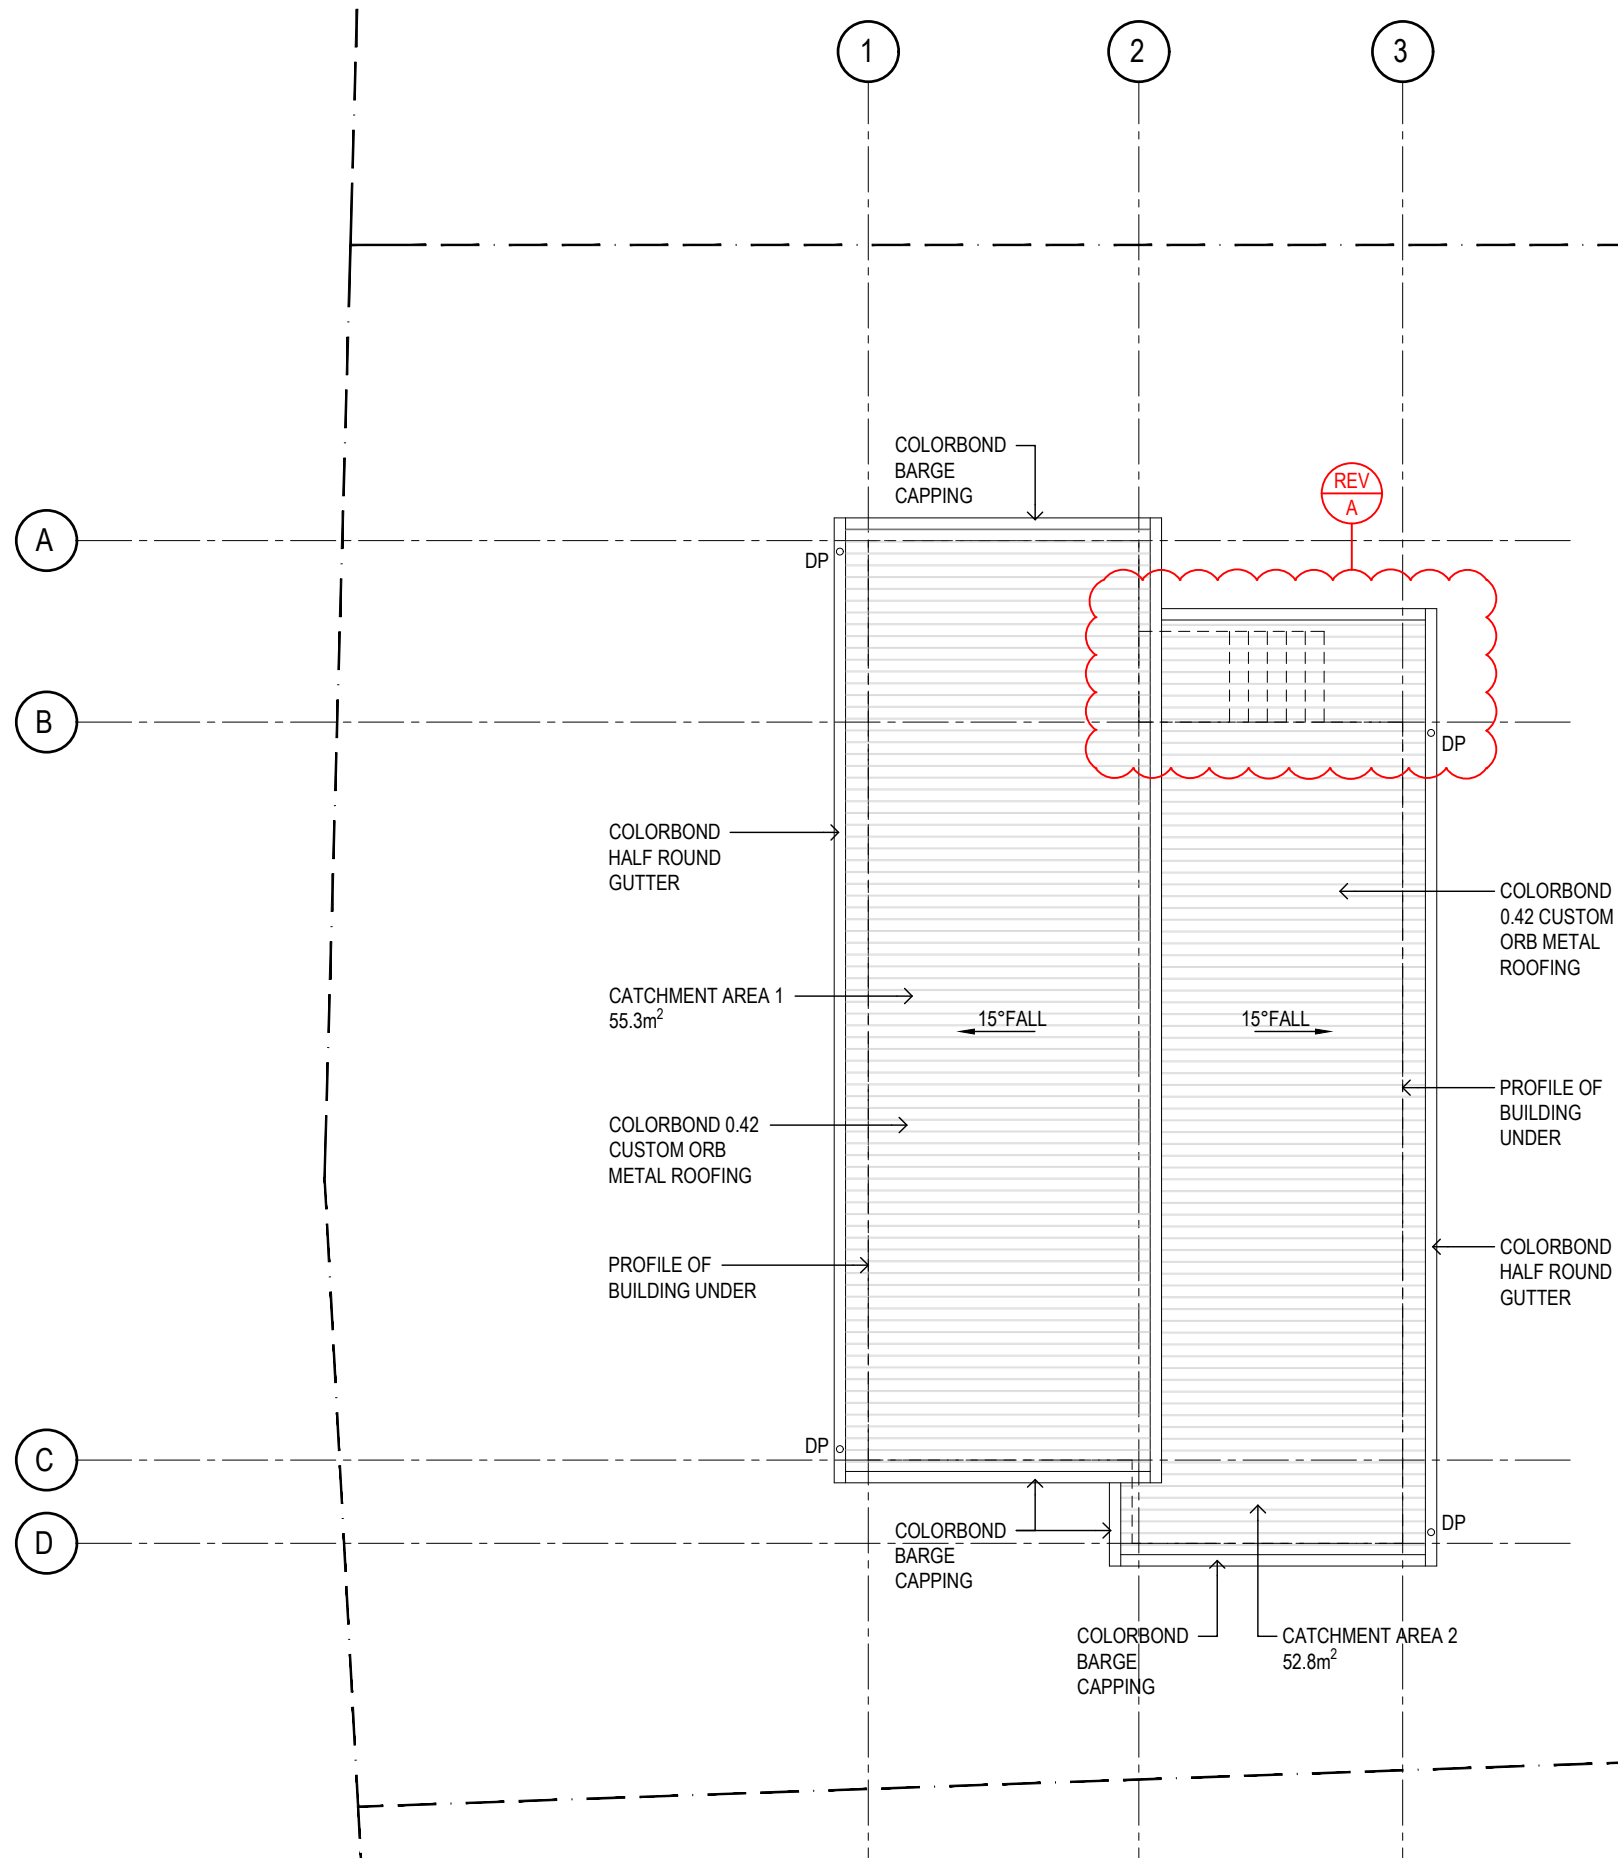 1
2
3
COLORBOND
BARGE
CAPPING
REV
A
A
DP
B
DP
COLORBOND
HALF ROUND
GUTTER
COLORBOND
0.42 CUSTOM
ORB METAL
ROOFING
CATCHMENT AREA 1
55.3m²
15°FALL
15°FALL
PROFILE OF
BUILDING
UNDER
COLORBOND 0.42
CUSTOM ORB
METAL ROOFING
COLORBOND
HALF ROUND
GUTTER
PROFILE OF
BUILDING UNDER
C
DP
D
DP
COLORBOND
BARGE
CAPPING
COLORBOND
BARGE
CAPPING
CATCHMENT AREA 2
52.8m²